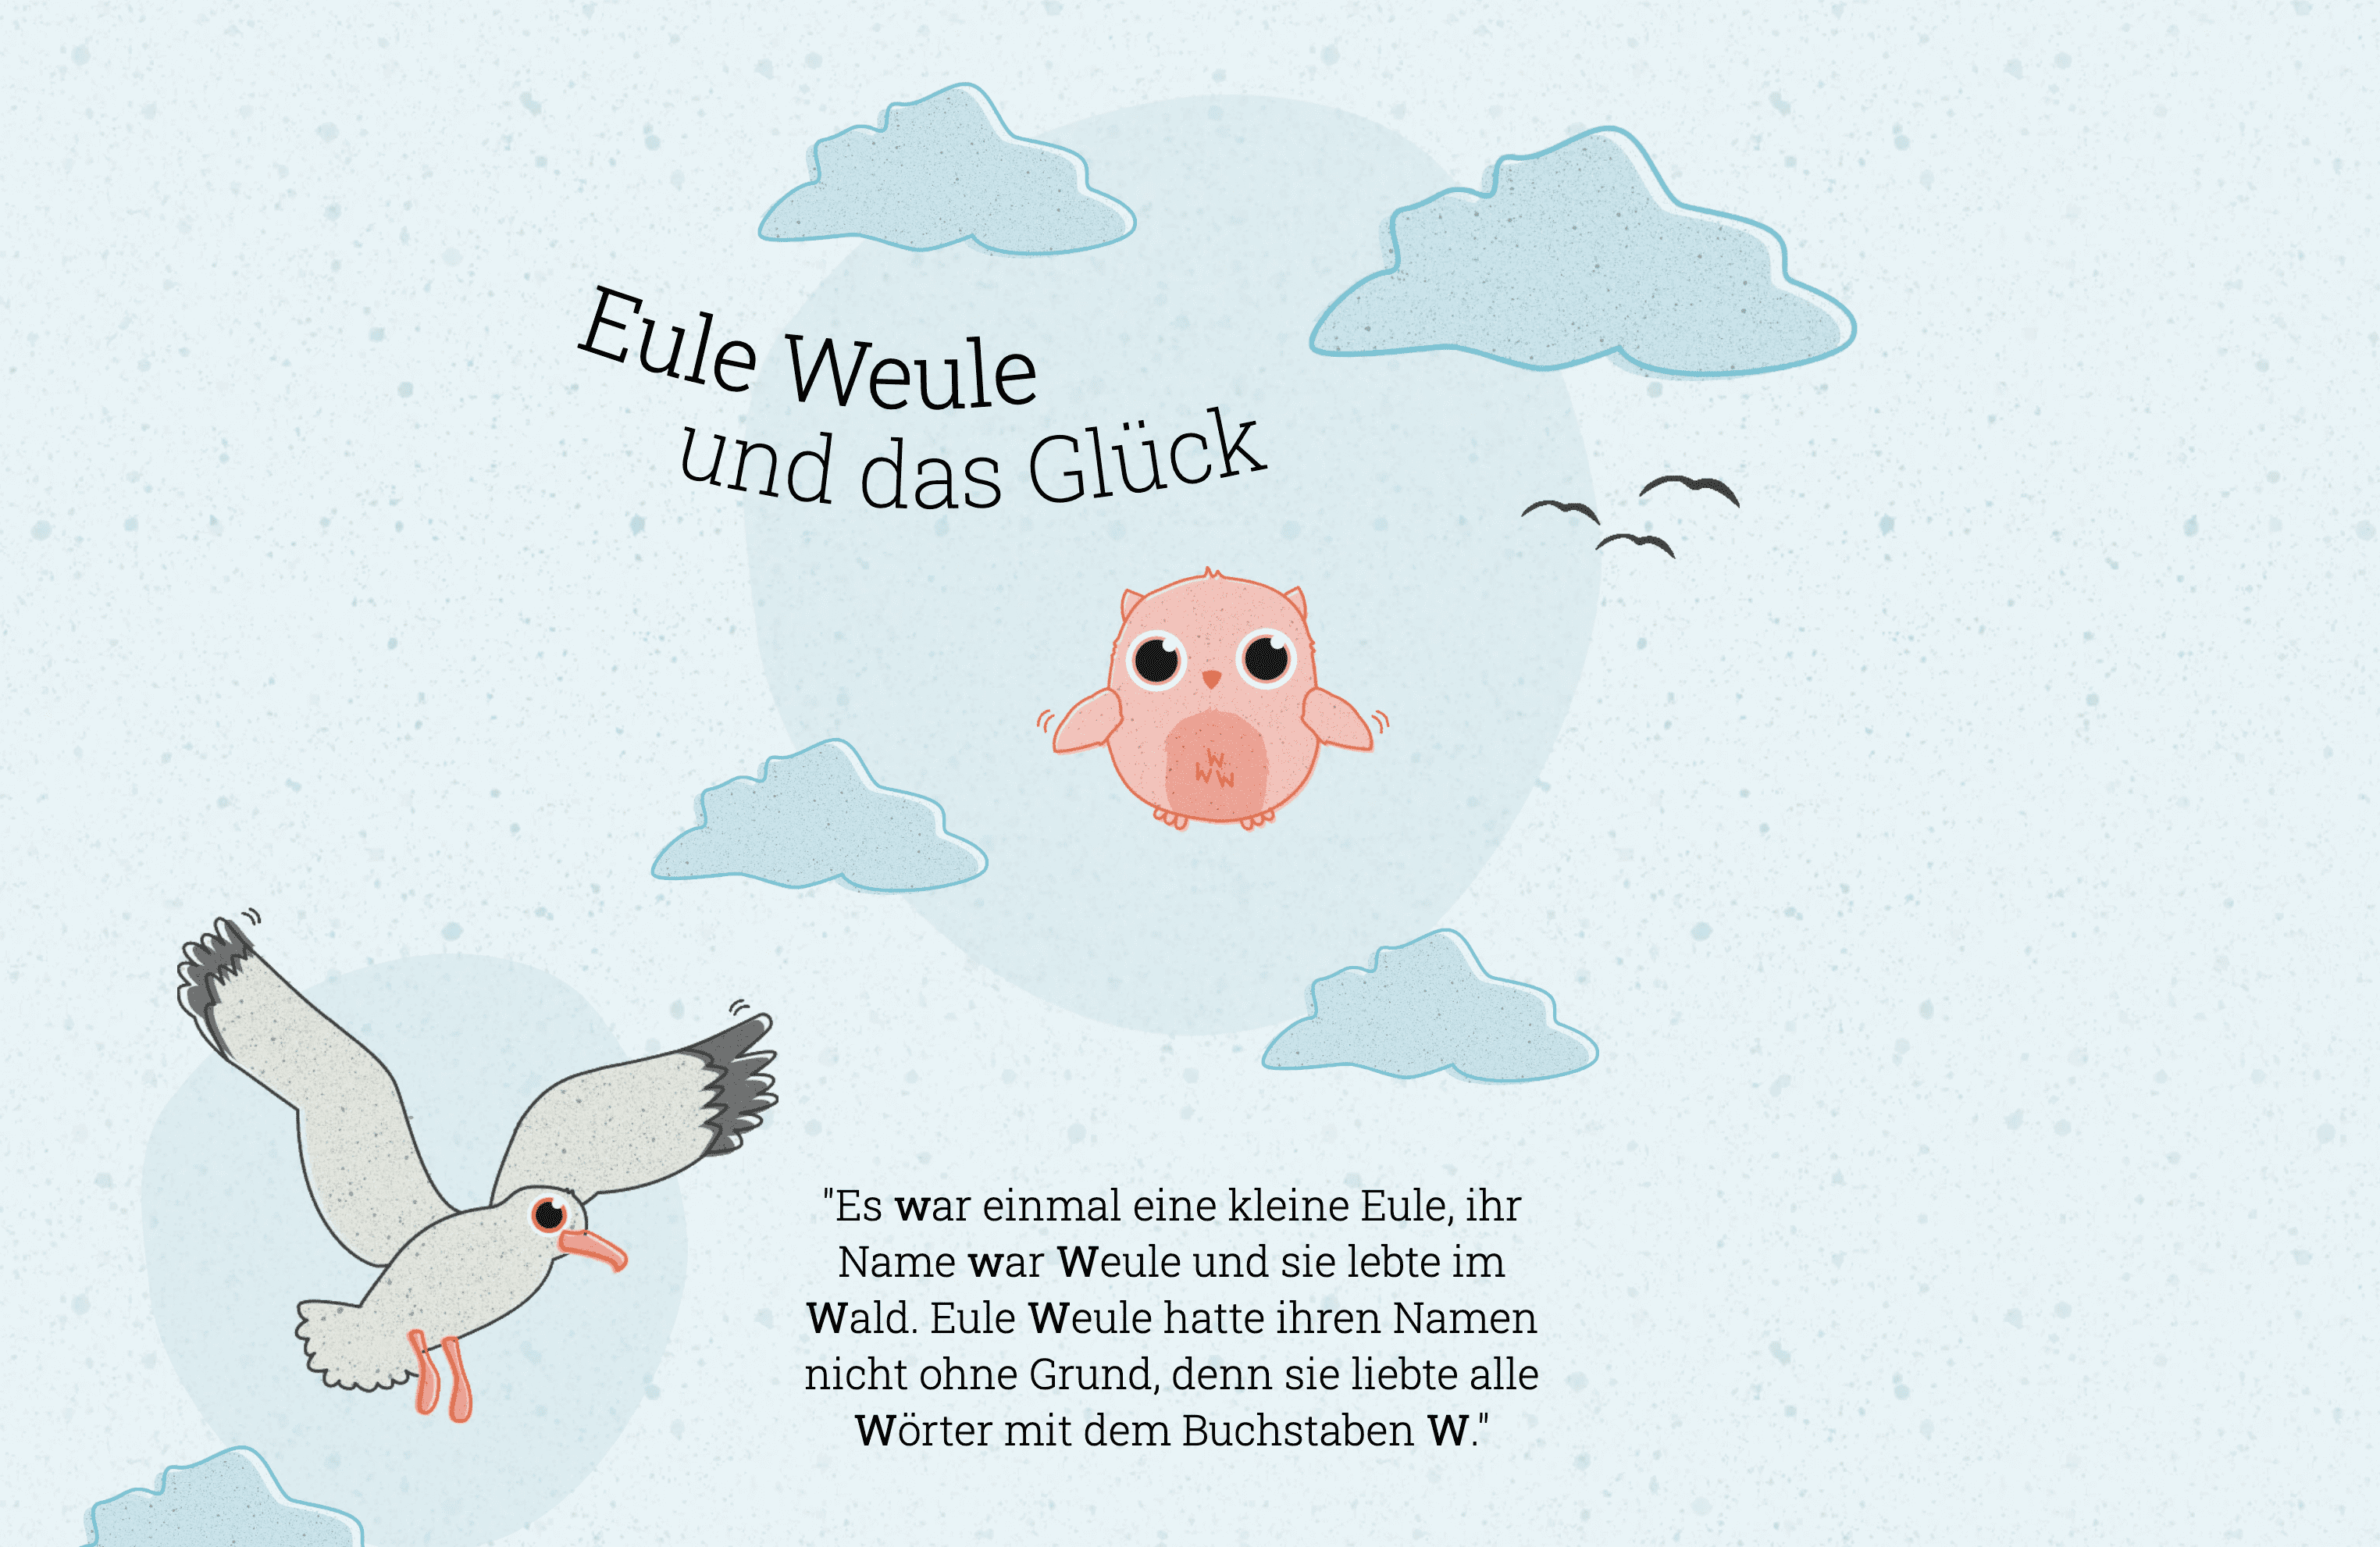 Eule Weule
und das Glück
W
W W
"Es war einmal eine kleine Eule, ihr
Name war Weule und sie lebte im
Wald. Eule Weule hatte ihren Namen
nicht ohne Grund, denn sie liebte alle
Wörter mit dem Buchstaben W."